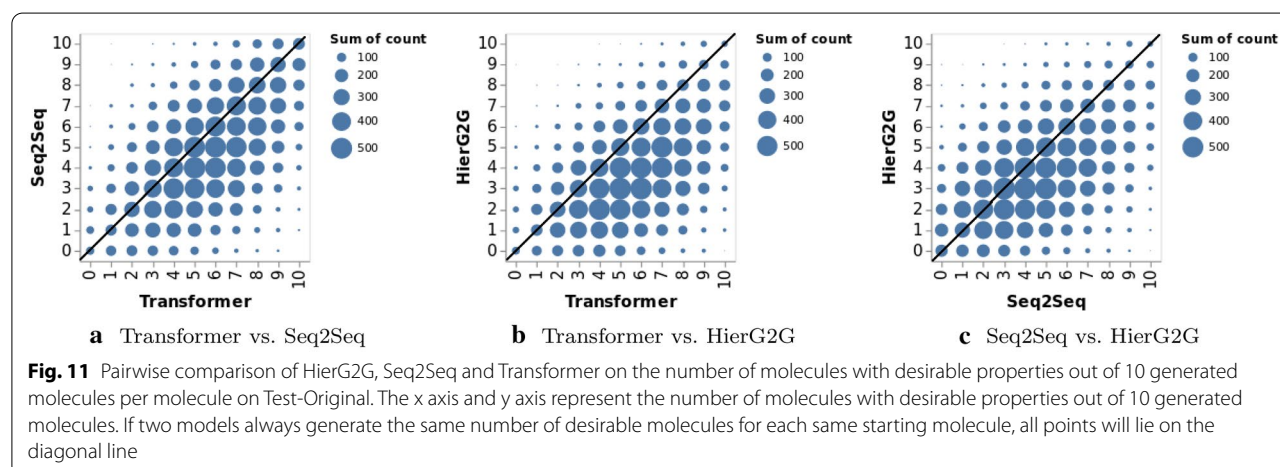 Sum of count
100
200
300
400
500
10
9
8
7
6
5
4
3
2
1
0
Seq2Seq
0 1 2 3 4 5 6 7 8 9 10
Transformer
a Transformer vs. Seq2Seq
Sum of count
100
200
300
400
500
10
9
8
7
6
5
4
3
2
1
0
HierG2G
0 1 2 3 4 5 6 7 8 9 10
Transformer
b Transformer vs. HierG2G
Sum of count
100
200
300
400
500
10
9
8
7
6
5
4
3
2
1
0
HierG2G
0 1 2 3 4 5 6 7 8 9 10
Seq2Seq
c Seq2Seq vs. HierG2G
Fig. 11 Pairwise comparison of HierG2G, Seq2Seq and Transformer on the number of molecules with desirable properties out of 10 generated
molecules per molecule on Test-Original. The x axis and y axis represent the number of molecules with desirable properties out of 10 generated
molecules. If two models always generate the same number of desirable molecules for each same starting molecule, all points will lie on the
diagonal line